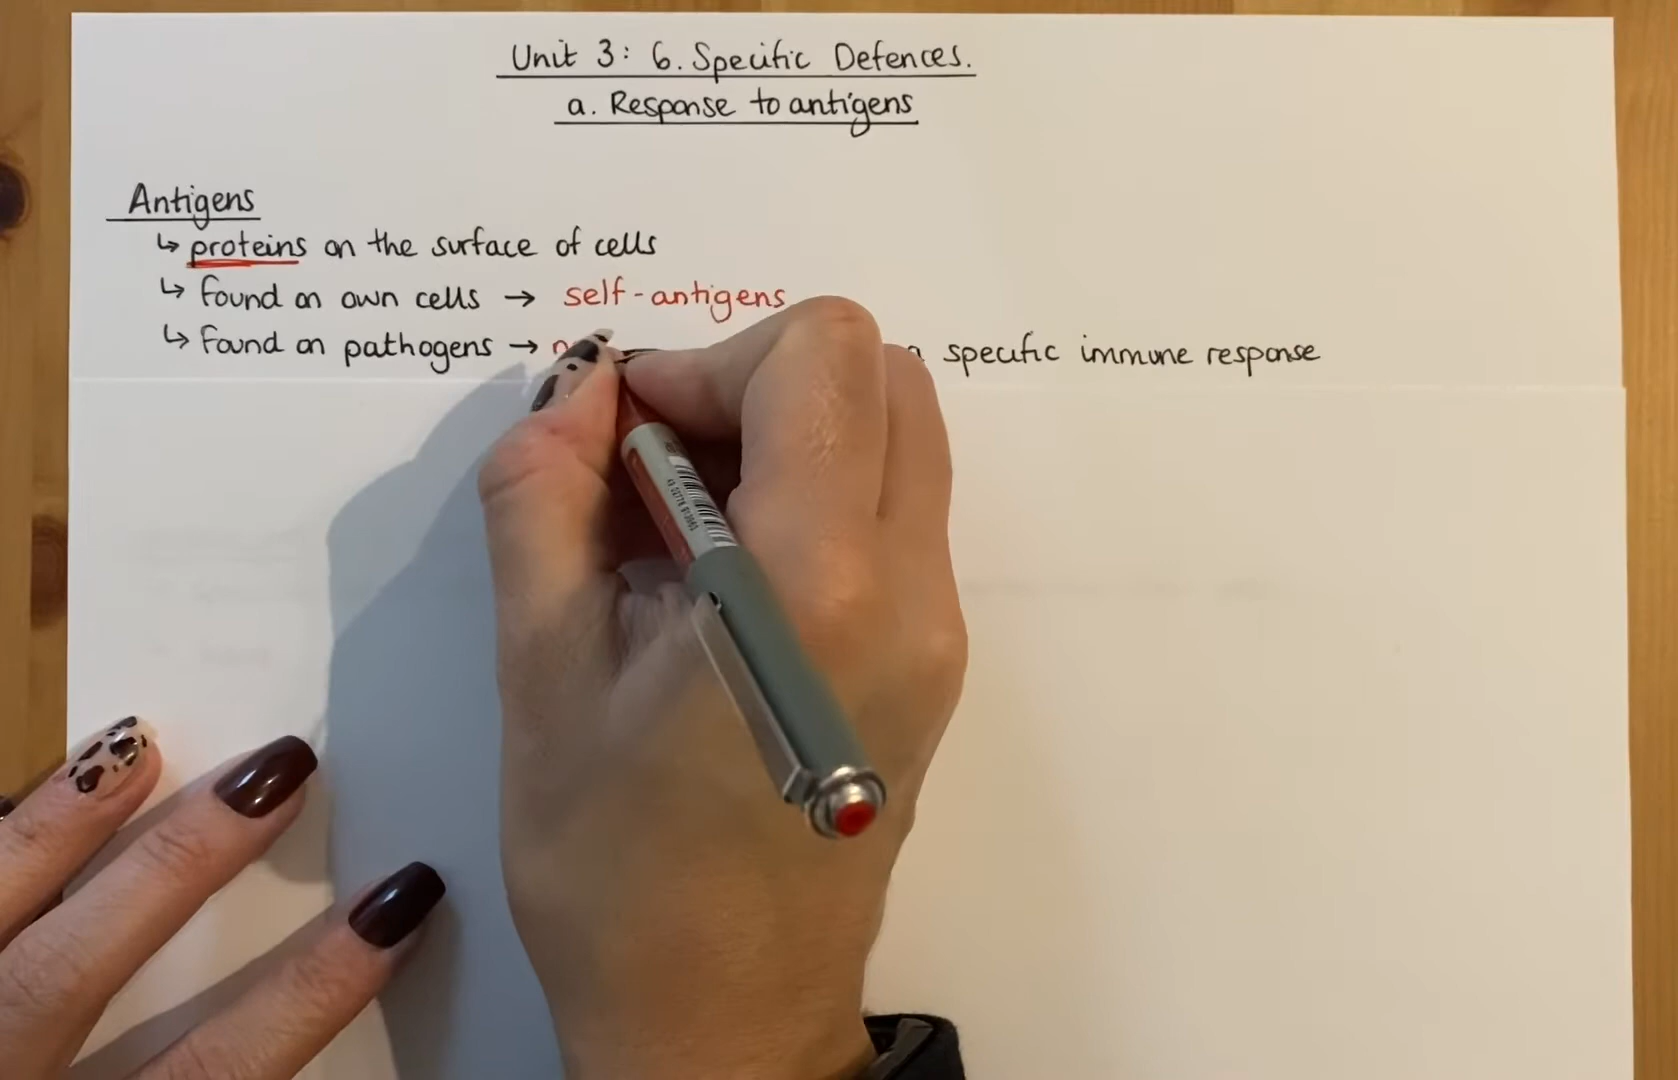 Unit 3: 6. Specific Defences.
a. Response to antigens
Antigens
↳ proteins on the surface of cells
↳ found on own cells → self-antigens
↳ found on pathogens → specific immune response